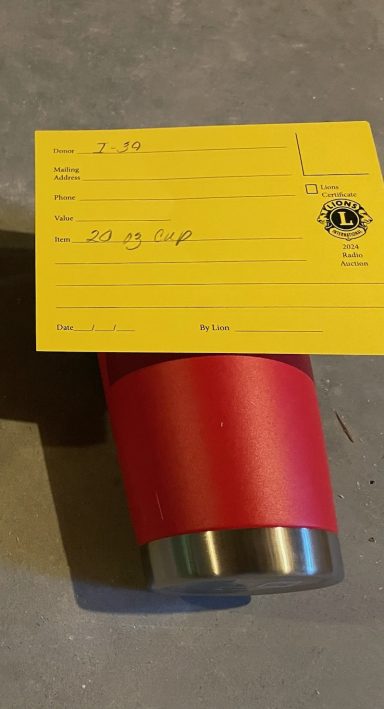 Donor I-39
Mailing
Address
Phone
Value
Item 20 oz Cup
Date / / By Lion
Lions
Certificate
LIONS
L
INTERNATIONAL
2024
Radio
Auction